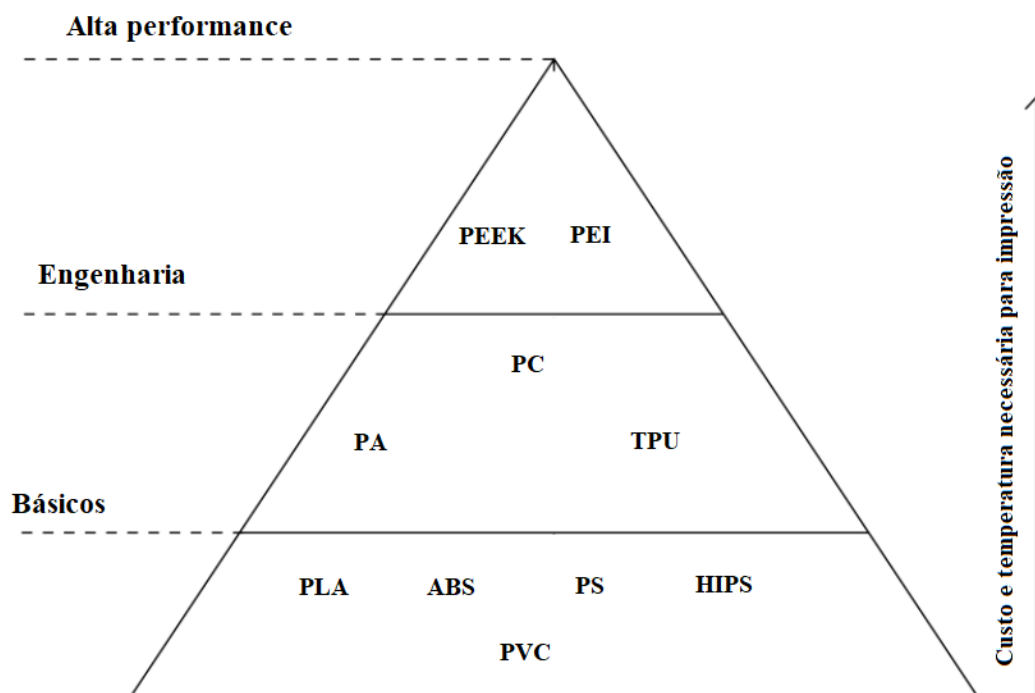 Alta performance
PEEK
PEI
Engenharia
PC
PA
TPU
Básicos
PLA
ABS
PS
HIPS
PVC
Custo e temperatura necessária para impressão